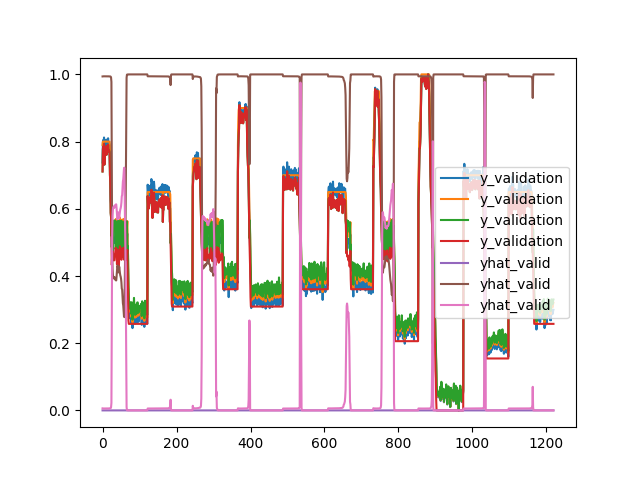 1.0
0.8
0.6
0.4
0.2
0.0
0 200 400 600 800 1000 1200
y_validation
y_validation
y_validation
y_validation
yhat_valid
yhat_valid
yhat_valid